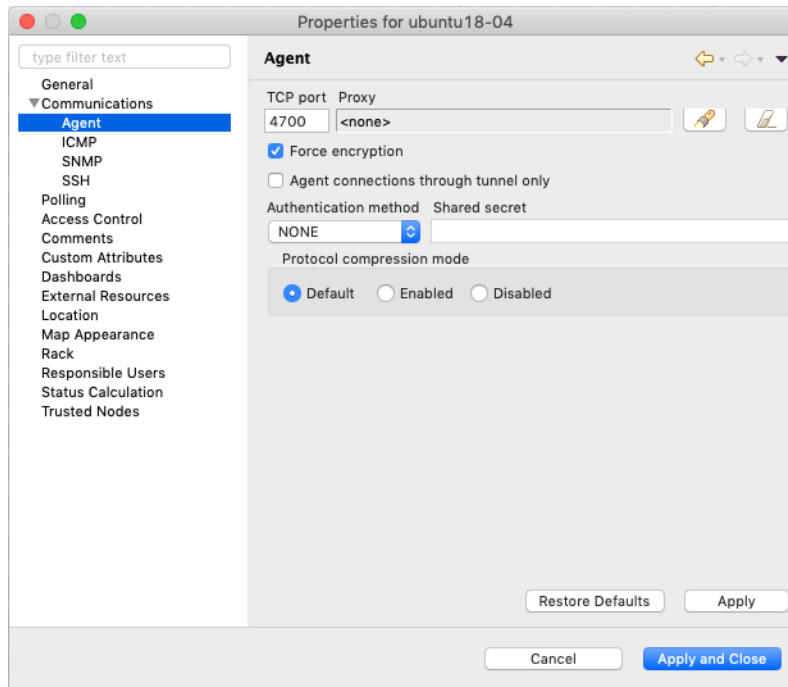 Properties for ubuntu18-04
type filter text
General
Communications
Agent
ICMP
SNMP
SSH
Polling
Access Control
Comments
Custom Attributes
Dashboards
External Resources
Location
Map Appearance
Rack
Responsible Users
Status Calculation
Trusted Nodes
Agent
TCP port Proxy
4700 <none>
Force encryption
Agent connections through tunnel only
Authentication method Shared secret
NONE
Protocol compression mode
Default Enabled Disabled
Restore Defaults Apply
Cancel Apply and Close